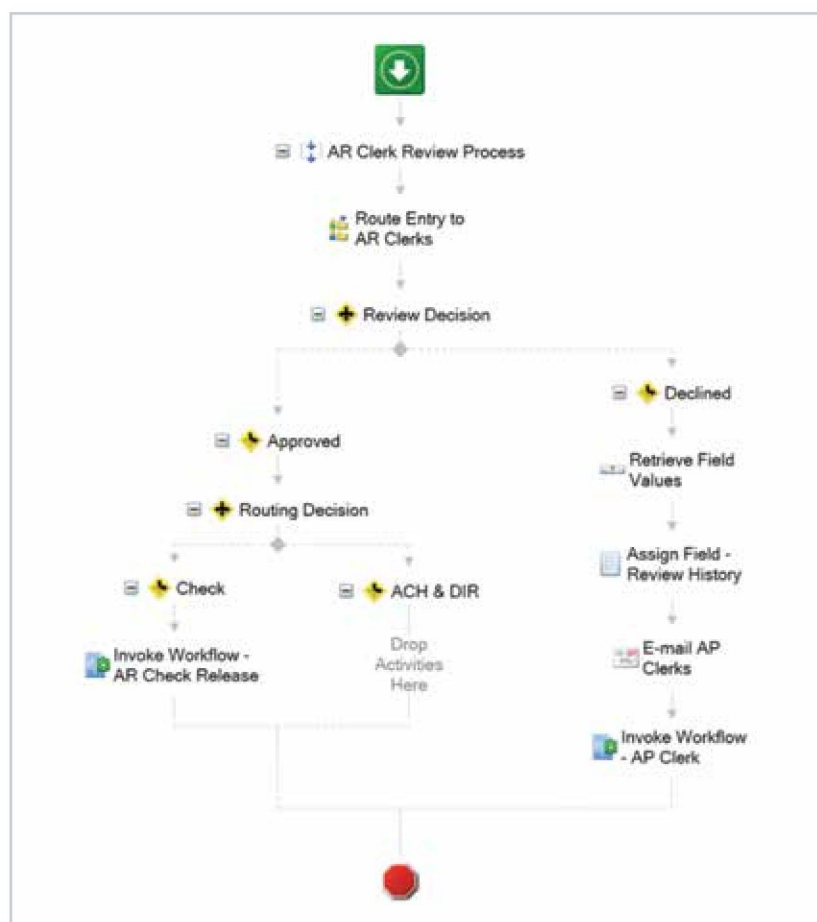 AR Clerk Review Process
Route Entry to
AR Clerks
Review Decision
Approved
Routing Decision
Check
Invoke Workflow -
AR Check Release
ACH & DIR
Drop
Activities
Here
Declined
Retrieve Field
Values
Assign Field -
Review History
E-mail AP
Clerks
Invoke Workflow
- AP Clerk